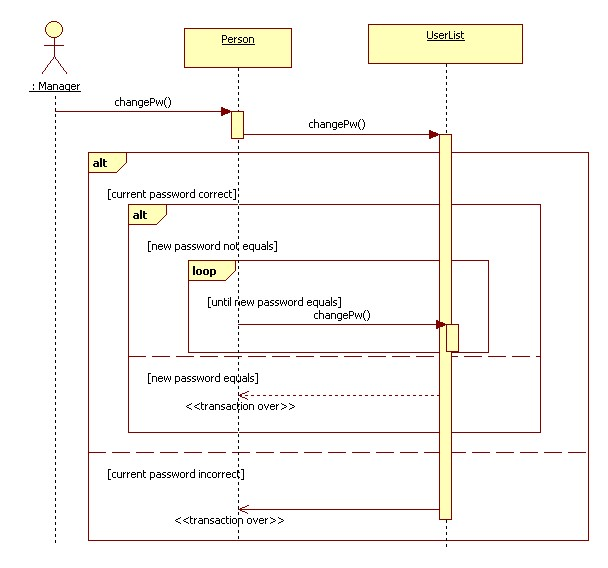 Person
UserList
: Manager
changePw()
changePw()
alt
[current password correct]
alt
[new password not equals]
loop
[until new password equals]
changePw()
[new password equals]
<<transaction over>>
[current password incorrect]
<<transaction over>>